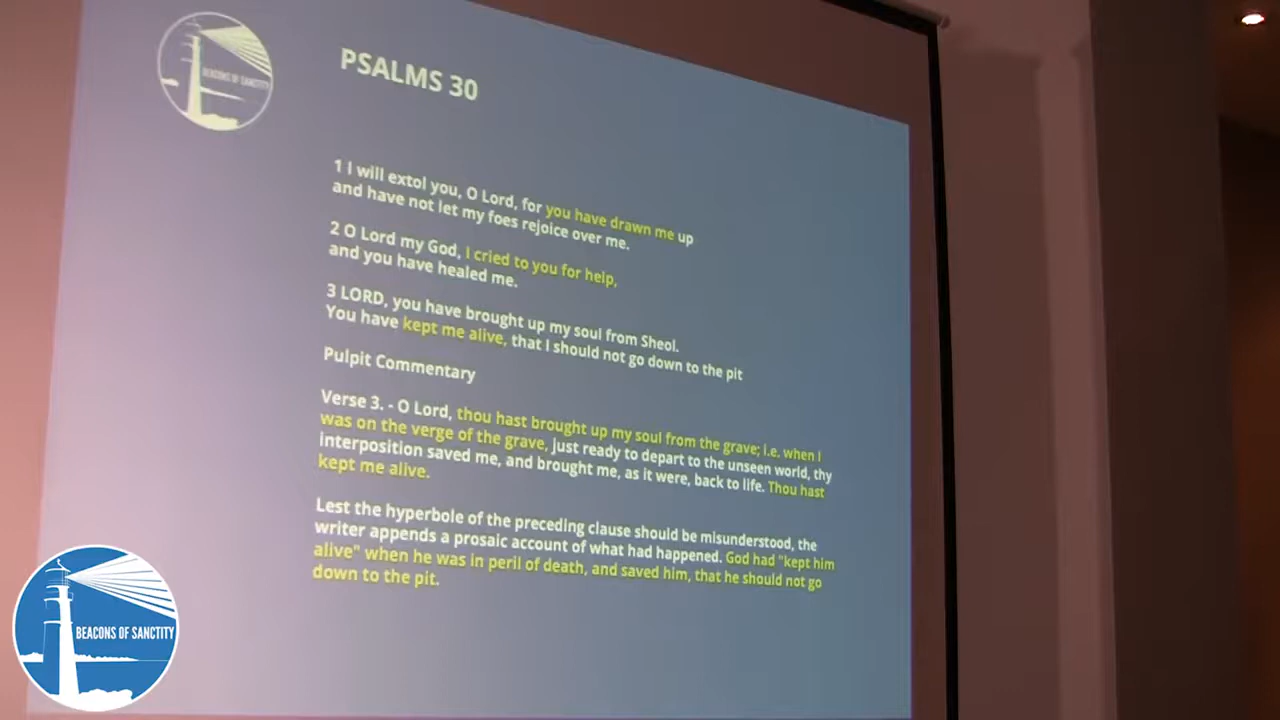 BEACONS OF SANCTITY
PSALMS 30
1 I will extol you, O Lord, for you have drawn me up
and have not let my foes rejoice over me.
2 O Lord my God, I cried to you for help,
and you have healed me.
3 LORD, you have brought up my soul from Sheol.
You have kept me alive, that I should not go down to the pit
Pulpit Commentary
Verse 3. - O Lord, thou hast brought up my soul from the grave; i.e. when I
was on the verge of the grave, just ready to depart to the unseen world, thy
interposition saved me, and brought me, as it were, back to life. Thou hast
kept me alive.
Lest the hyperbole of the preceding clause should be misunderstood, the
writer appends a prosaic account of what had happened. God had "kept him
alive" when he was in peril of death, and saved him, that he should not go
down to the pit.
BEACONS OF SANCTITY